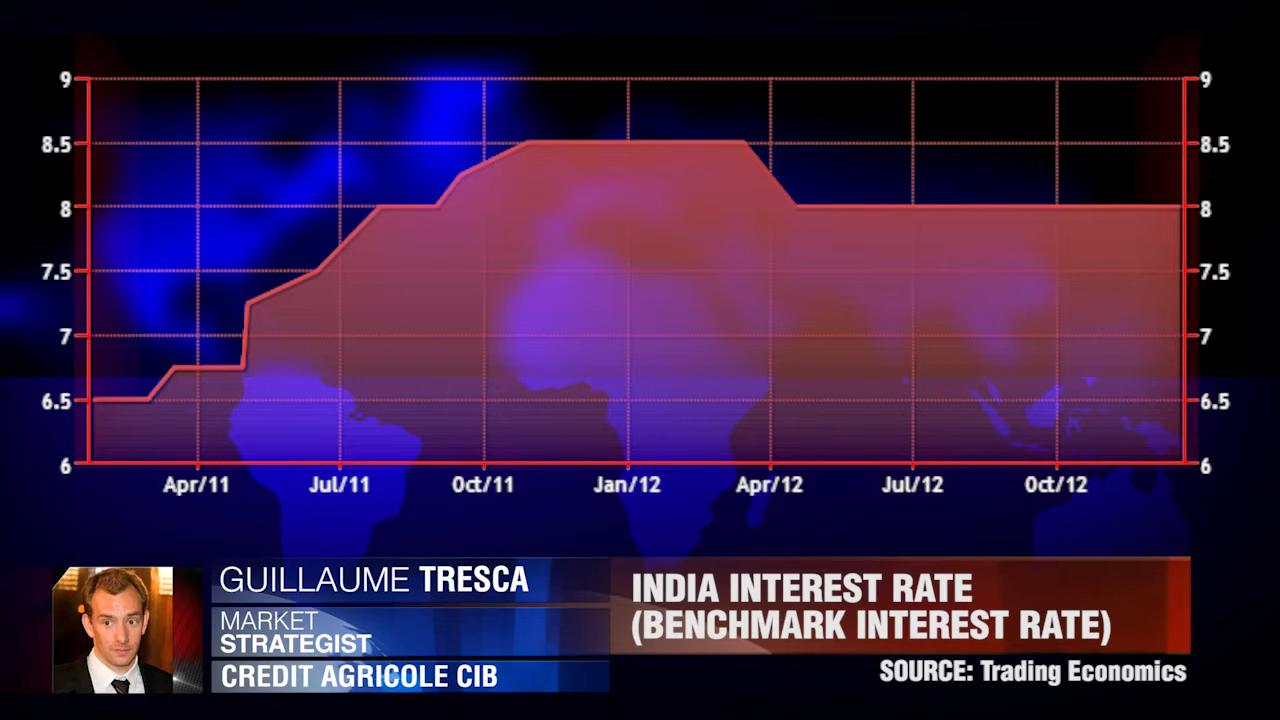 9 9
8.5 8.5
8 8
7.5 7.5
7 7
6.5 6.5
6 6
Apr/11 Jul/11 Oct/11 Jan/12 Apr/12 Jul/12 Oct/12
GUILLAUME TRESCA
MARKET
STRATEGIST
CREDIT AGRICOLE CIB
INDIA INTEREST RATE
(BENCHMARK INTEREST RATE)
SOURCE: Trading Economics